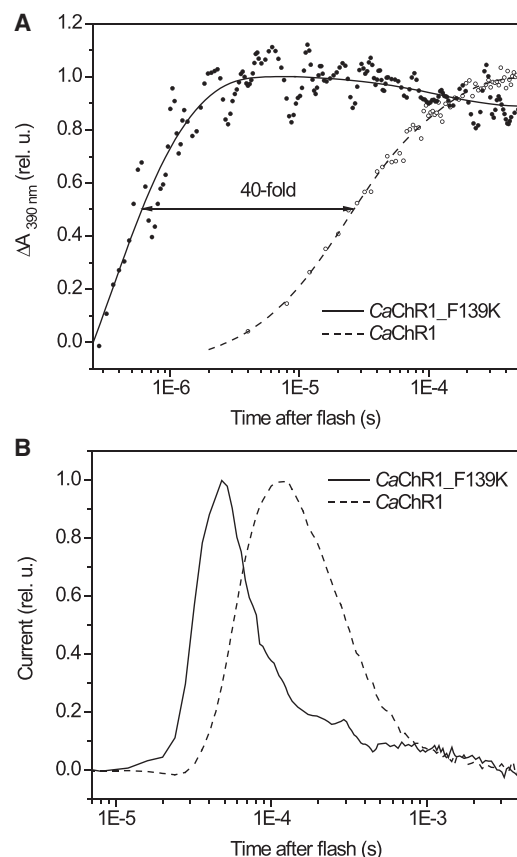 A
1.2
1.0
0.8
0.6
0.4
0.2
0.0
ΔA 390 nm (rel. u.)
40-fold
CaChR1_F139K
CaChR1
1E-6
1E-5
1E-4
Time after flash (s)
B
1.0
0.8
0.6
0.4
0.2
0.0
Current (rel. u.)
CaChR1_F139K
CaChR1
1E-5
1E-4
1E-3
Time after flash (s)